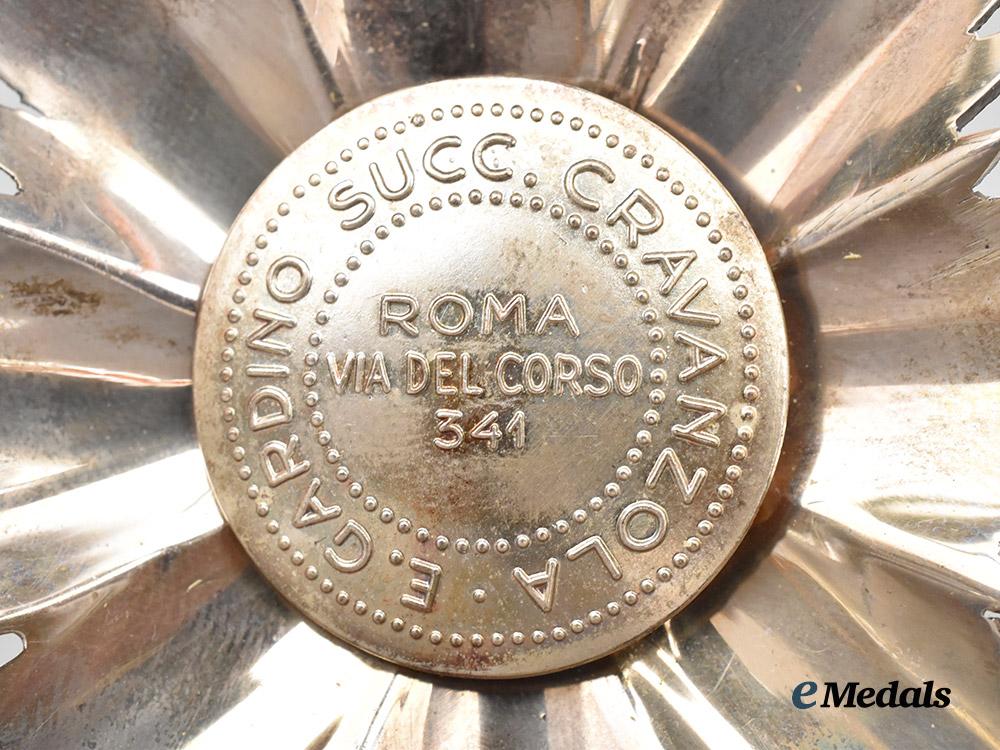 E. GARDINO SUCC. CRAVANZOLA ·
ROMA
VIA DEL CORSO
341
eMedals